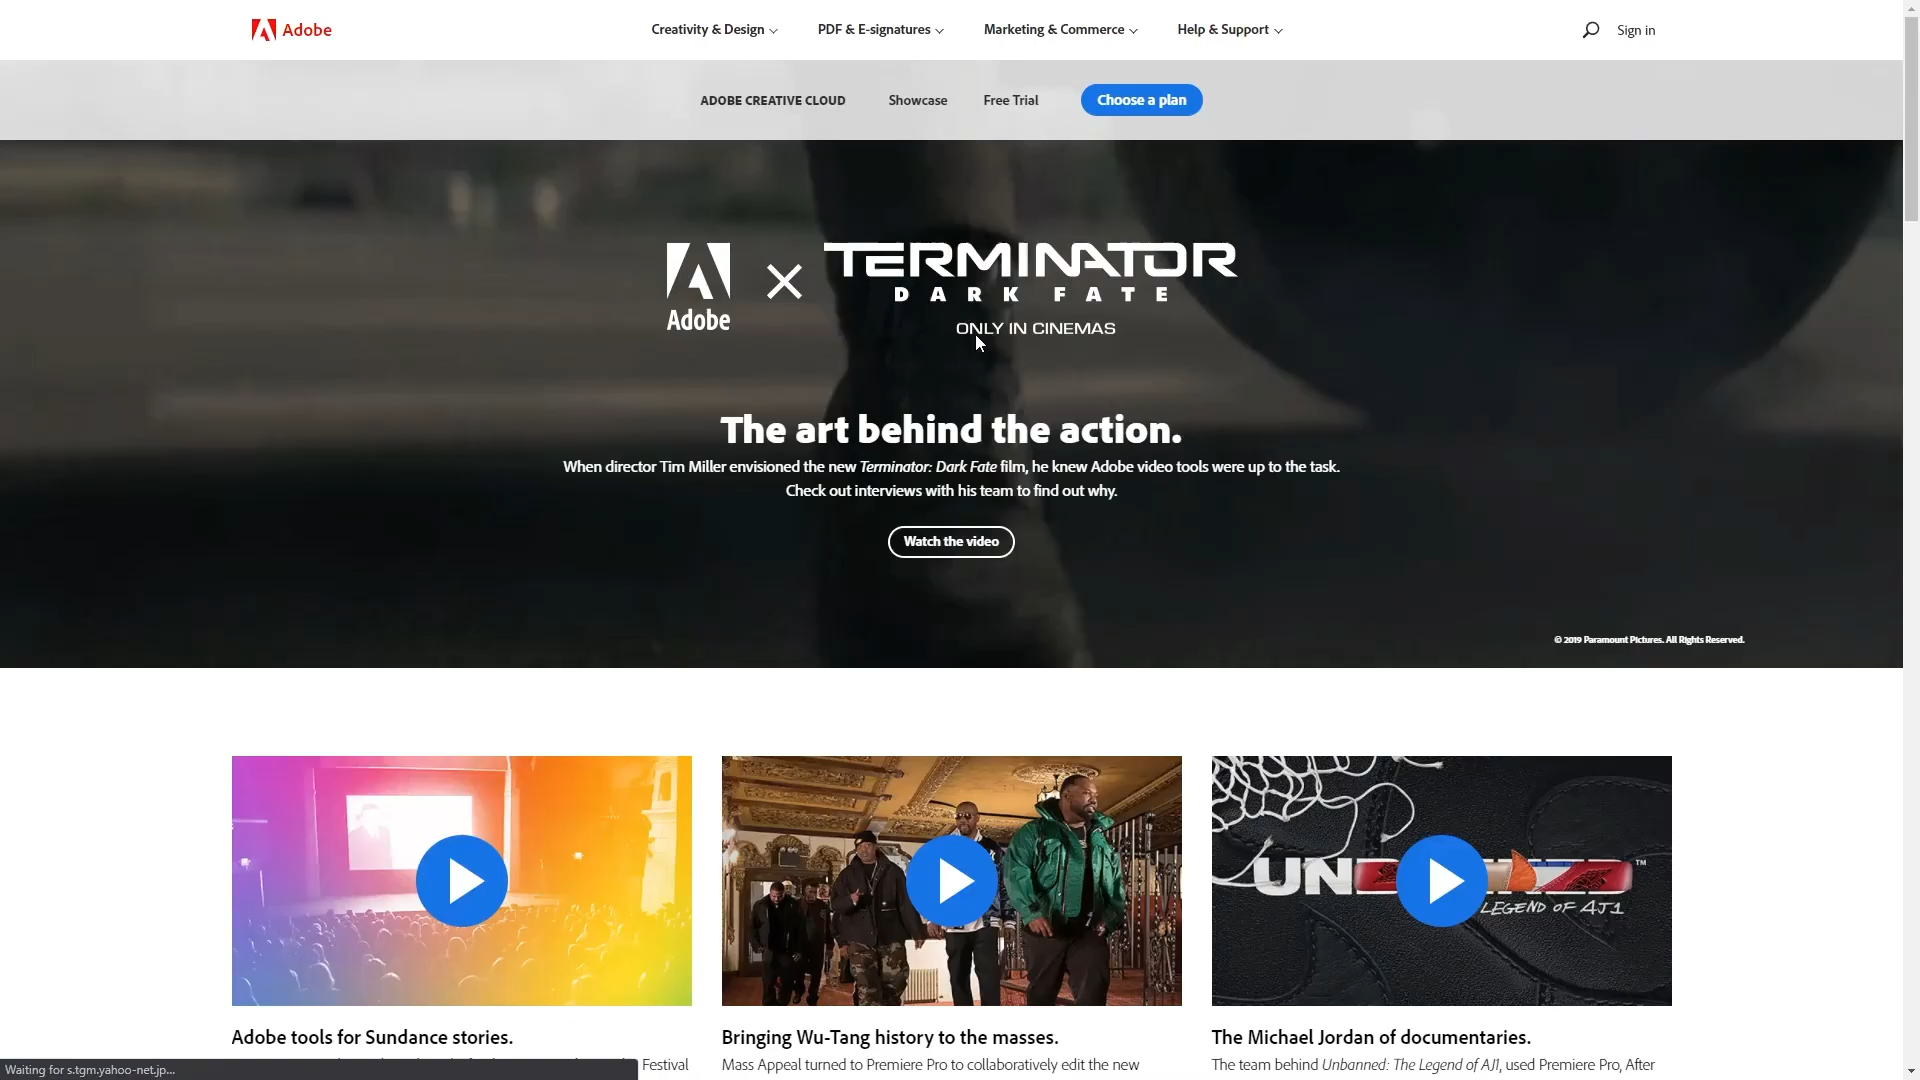 Adobe
Creativity & Design
PDF & E-signatures
Marketing & Commerce
Help & Support
Sign in
ADOBE CREATIVE CLOUD
Showcase
Free Trial
Choose a plan
Adobe
TERMINATOR
DARK FATE
ONLY IN CINEMAS
The art behind the action.
When director Tim Miller envisioned the new Terminator: Dark Fate film, he knew Adobe video tools were up to the task.
Check out interviews with his team to find out why.
Watch the video
© 2019 Paramount Pictures. All Rights Reserved.
LEGEND OF AJ1
Adobe tools for Sundance stories.
Festival
Bringing Wu-Tang history to the masses.
Mass Appeal turned to Premiere Pro to collaboratively edit the new
The Michael Jordan of documentaries.
The team behind Unbanned: The Legend of AJ1, used Premiere Pro, After
Waiting for s.tgm.yahoo-net.jp...